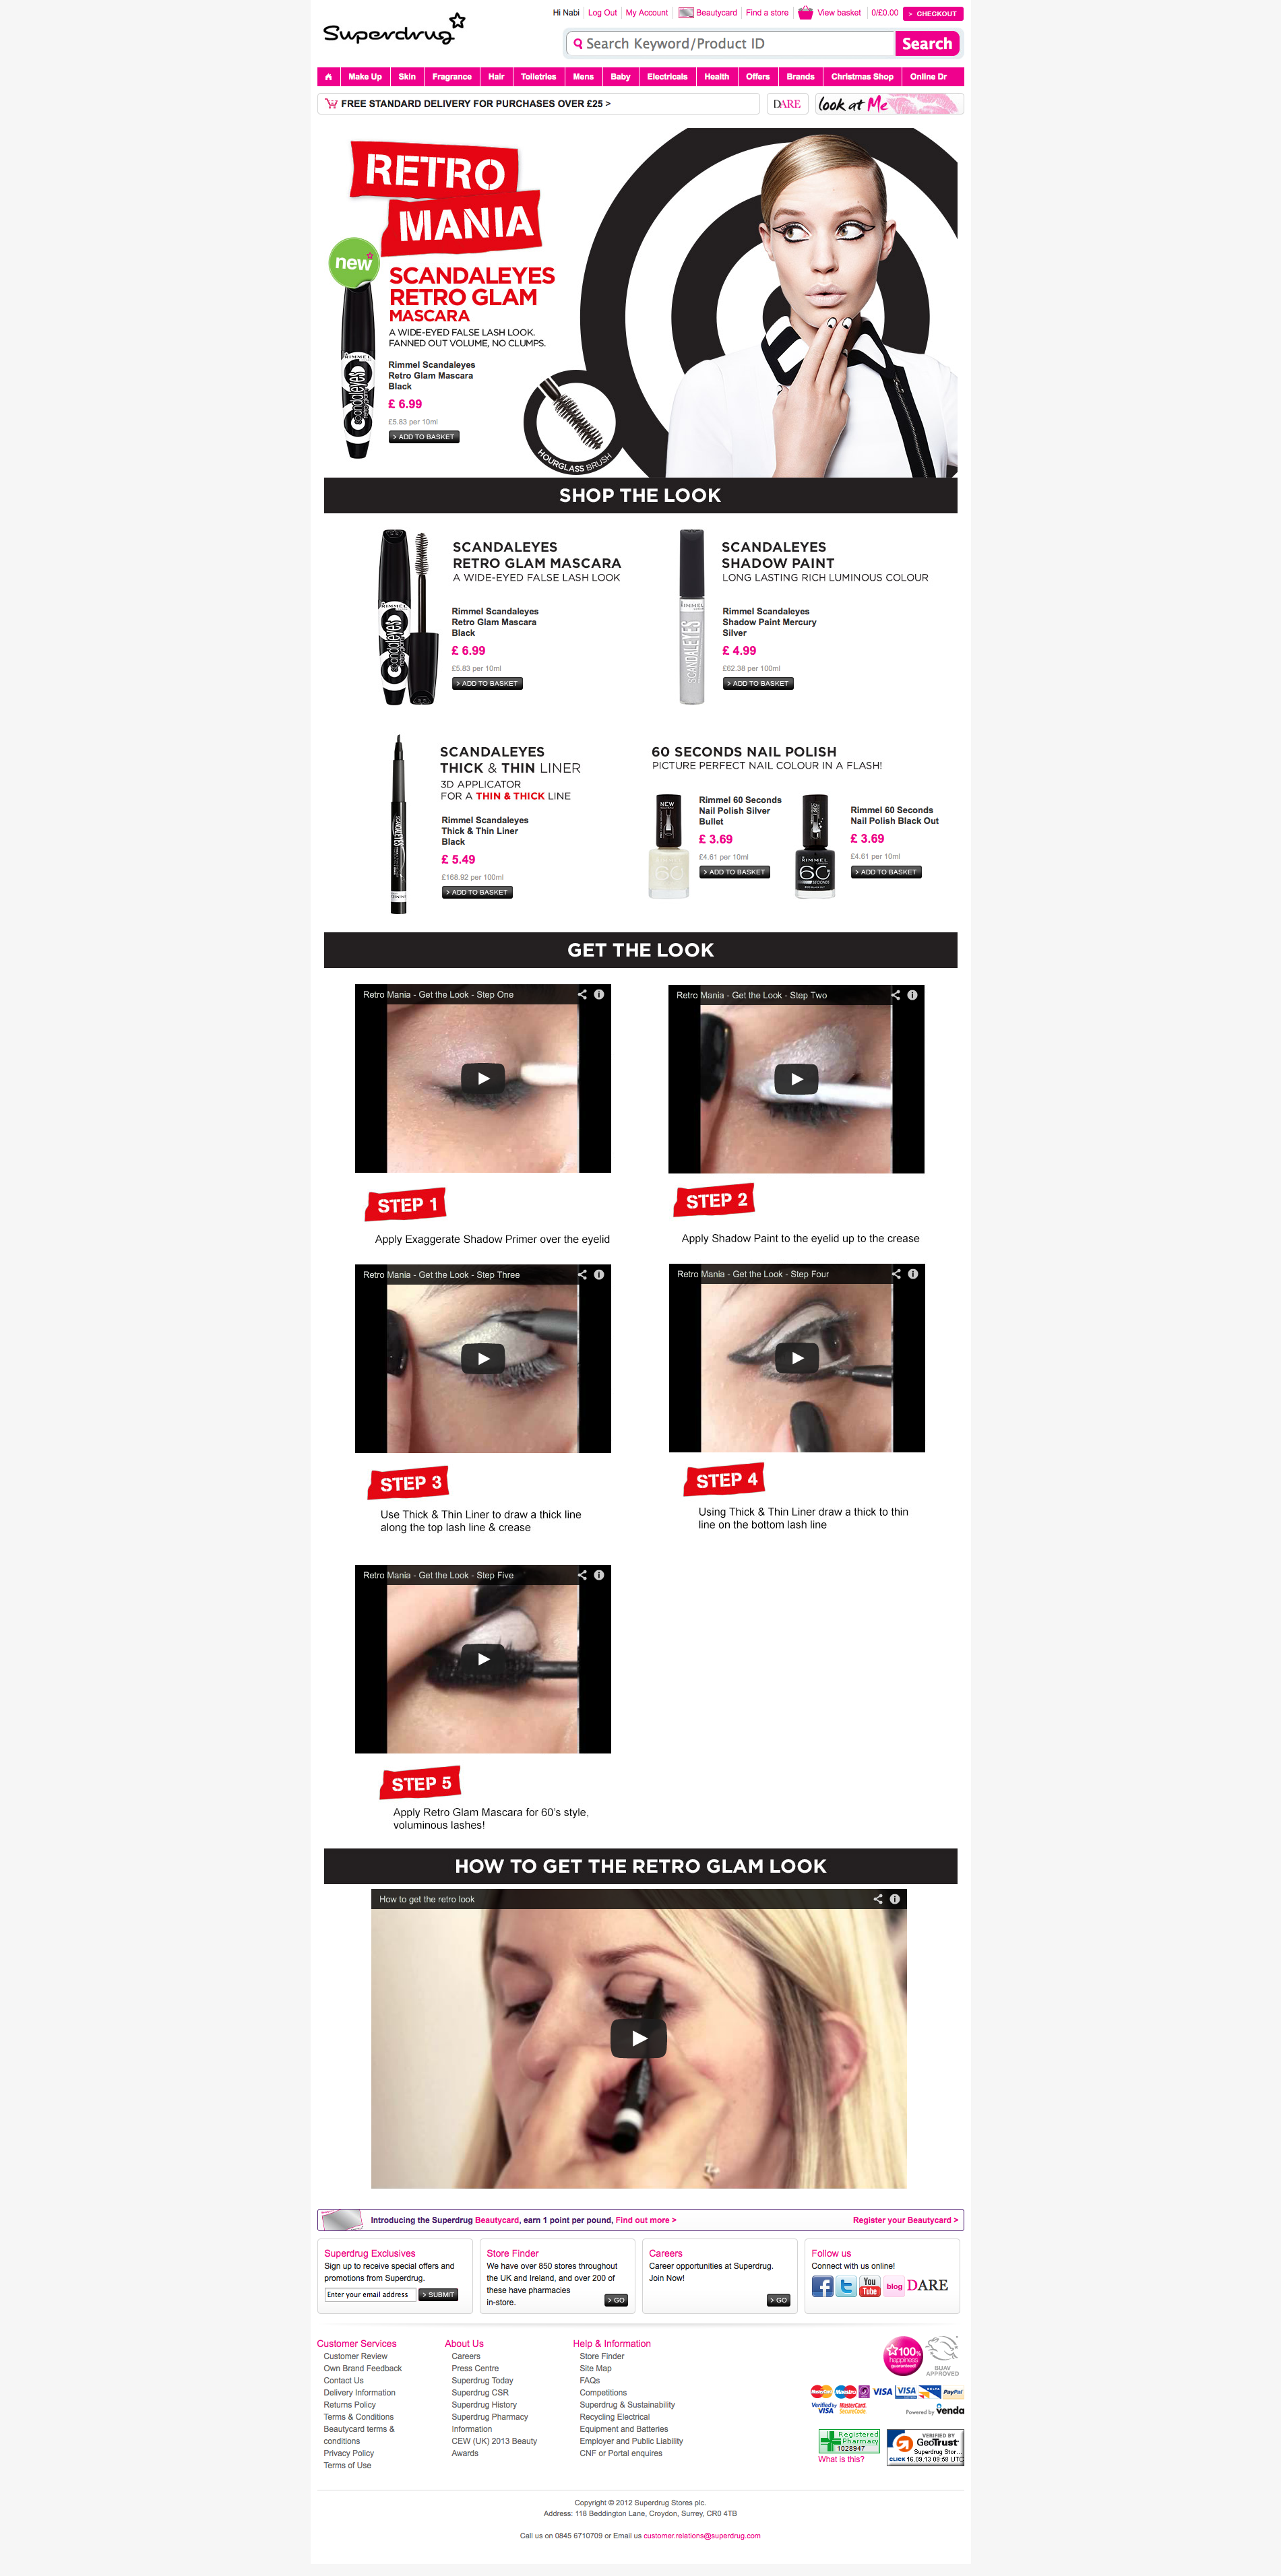 Superdrug
Hi Nabi
Log Out
My Account
Beautycard
Find a store
View basket
0/£0.00
> CHECKOUT
Search Keyword/Product ID
Search
Make Up
Skin
Fragrance
Hair
Toiletries
Mens
Baby
Electricals
Health
Offers
Brands
Christmas Shop
Online Dr
FREE STANDARD DELIVERY FOR PURCHASES OVER £25 >
DARE
look at Me
RETRO
MANIA
new
SCANDALEYES
RETRO GLAM
MASCARA
A WIDE-EYED FALSE LASH LOOK.
FANNED OUT VOLUME, NO CLUMPS.
Rimmel Scandaleyes
Retro Glam Mascara
Black
£ 6.99
£5.83 per 10ml
> ADD TO BASKET
RIMMEL
scandaleyes
HOURGLASS BRUSH
SHOP THE LOOK
SCANDALEYES
RETRO GLAM MASCARA
A WIDE-EYED FALSE LASH LOOK
Rimmel Scandaleyes
Retro Glam Mascara
Black
£ 6.99
£5.83 per 10ml
> ADD TO BASKET
RIMMEL
scandaleyes
SCANDALEYES
SHADOW PAINT
LONG LASTING RICH LUMINOUS COLOUR
Rimmel Scandaleyes
Shadow Paint Mercury
Silver
£ 4.99
£62.38 per 100ml
> ADD TO BASKET
RIMMEL
SCANDALEYES
SCANDALEYES
THICK & THIN LINER
3D APPLICATOR
FOR A THIN & THICK LINE
Rimmel Scandaleyes
Thick & Thin Liner
Black
£ 5.49
£168.92 per 100ml
> ADD TO BASKET
SCANDALEYES
60 SECONDS NAIL POLISH
PICTURE PERFECT NAIL COLOUR IN A FLASH!
NEW
60
Rimmel 60 Seconds
Nail Polish Silver
Bullet
£ 3.69
£4.61 per 10ml
> ADD TO BASKET
RIMMEL
60
SECONDS
Rimmel 60 Seconds
Nail Polish Black Out
£ 3.69
£4.61 per 10ml
> ADD TO BASKET
GET THE LOOK
Retro Mania - Get the Look - Step One
Retro Mania - Get the Look - Step Two
STEP 1
STEP 2
Apply Exaggerate Shadow Primer over the eyelid
Apply Shadow Paint to the eyelid up to the crease
Retro Mania - Get the Look - Step Three
Retro Mania - Get the Look - Step Four
STEP 3
STEP 4
Use Thick & Thin Liner to draw a thick line
along the top lash line & crease
Using Thick & Thin Liner draw a thick to thin
line on the bottom lash line
Retro Mania - Get the Look - Step Five
STEP 5
Apply Retro Glam Mascara for 60's style,
voluminous lashes!
HOW TO GET THE RETRO GLAM LOOK
How to get the retro look
Introducing the Superdrug Beautycard, earn 1 point per pound, Find out more >
Register your Beautycard >
Superdrug Exclusives
Sign up to receive special offers and
promotions from Superdrug.
Enter your email address
> SUBMIT
Store Finder
We have over 850 stores throughout
the UK and Ireland, and over 200 of
these have pharmacies
in-store.
> GO
Careers
Career opportunities at Superdrug.
Join Now!
> GO
Follow us
Connect with us online!
You Tube
blog
DARE
Customer Services
Customer Review
Own Brand Feedback
Contact Us
Delivery Information
Returns Policy
Terms & Conditions
Beautycard terms &
conditions
Privacy Policy
Terms of Use
About Us
Careers
Press Centre
Superdrug Today
Superdrug CSR
Superdrug History
Superdrug Pharmacy
Information
CEW (UK) 2013 Beauty
Awards
Help & Information
Store Finder
Site Map
FAQs
Competitions
Superdrug & Sustainability
Recycling Electrical
Equipment and Batteries
Employer and Public Liability
CNF or Portal enquires
100%
happiness
guaranteed!
BUAV
APPROVED
MasterCard
Maestro
VISA
VISA
DELTA
PayPal
Verified by
VISA
MasterCard.
SecureCode
Powered by venda
Registered
Pharmacy
1028947
What is this?
VERIFIED BY
GeoTrust
Superdrug Stor...
CLICK 16.09.13 09:58 UTC
Copyright © 2012 Superdrug Stores plc.
Address: 118 Beddington Lane, Croydon, Surrey, CR0 4TB
Call us on 0845 6710709 or Email us customer.relations@superdrug.com